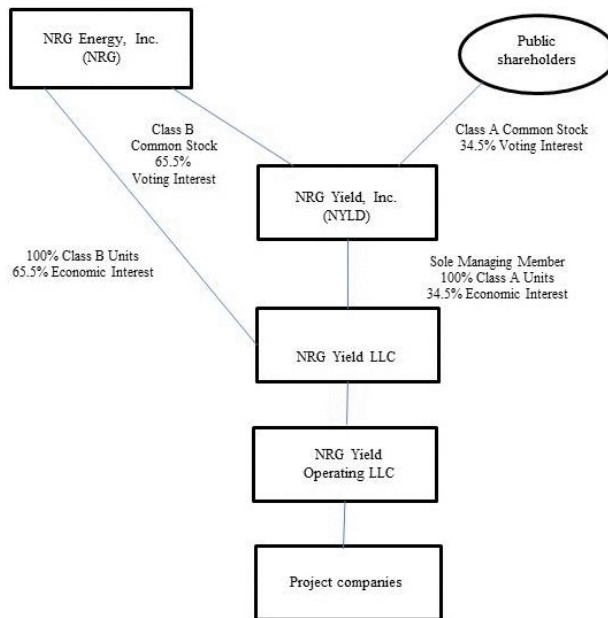 NRG Energy, Inc.
(NRG)
Public
shareholders
Class B
Common Stock
65.5%
Voting Interest
Class A Common Stock
34.5% Voting Interest
NRG Yield, Inc.
(NYLD)
100% Class B Units
65.5% Economic Interest
Sole Managing Member
100% Class A Units
34.5% Economic Interest
NRG Yield LLC
NRG Yield
Operating LLC
Project companies